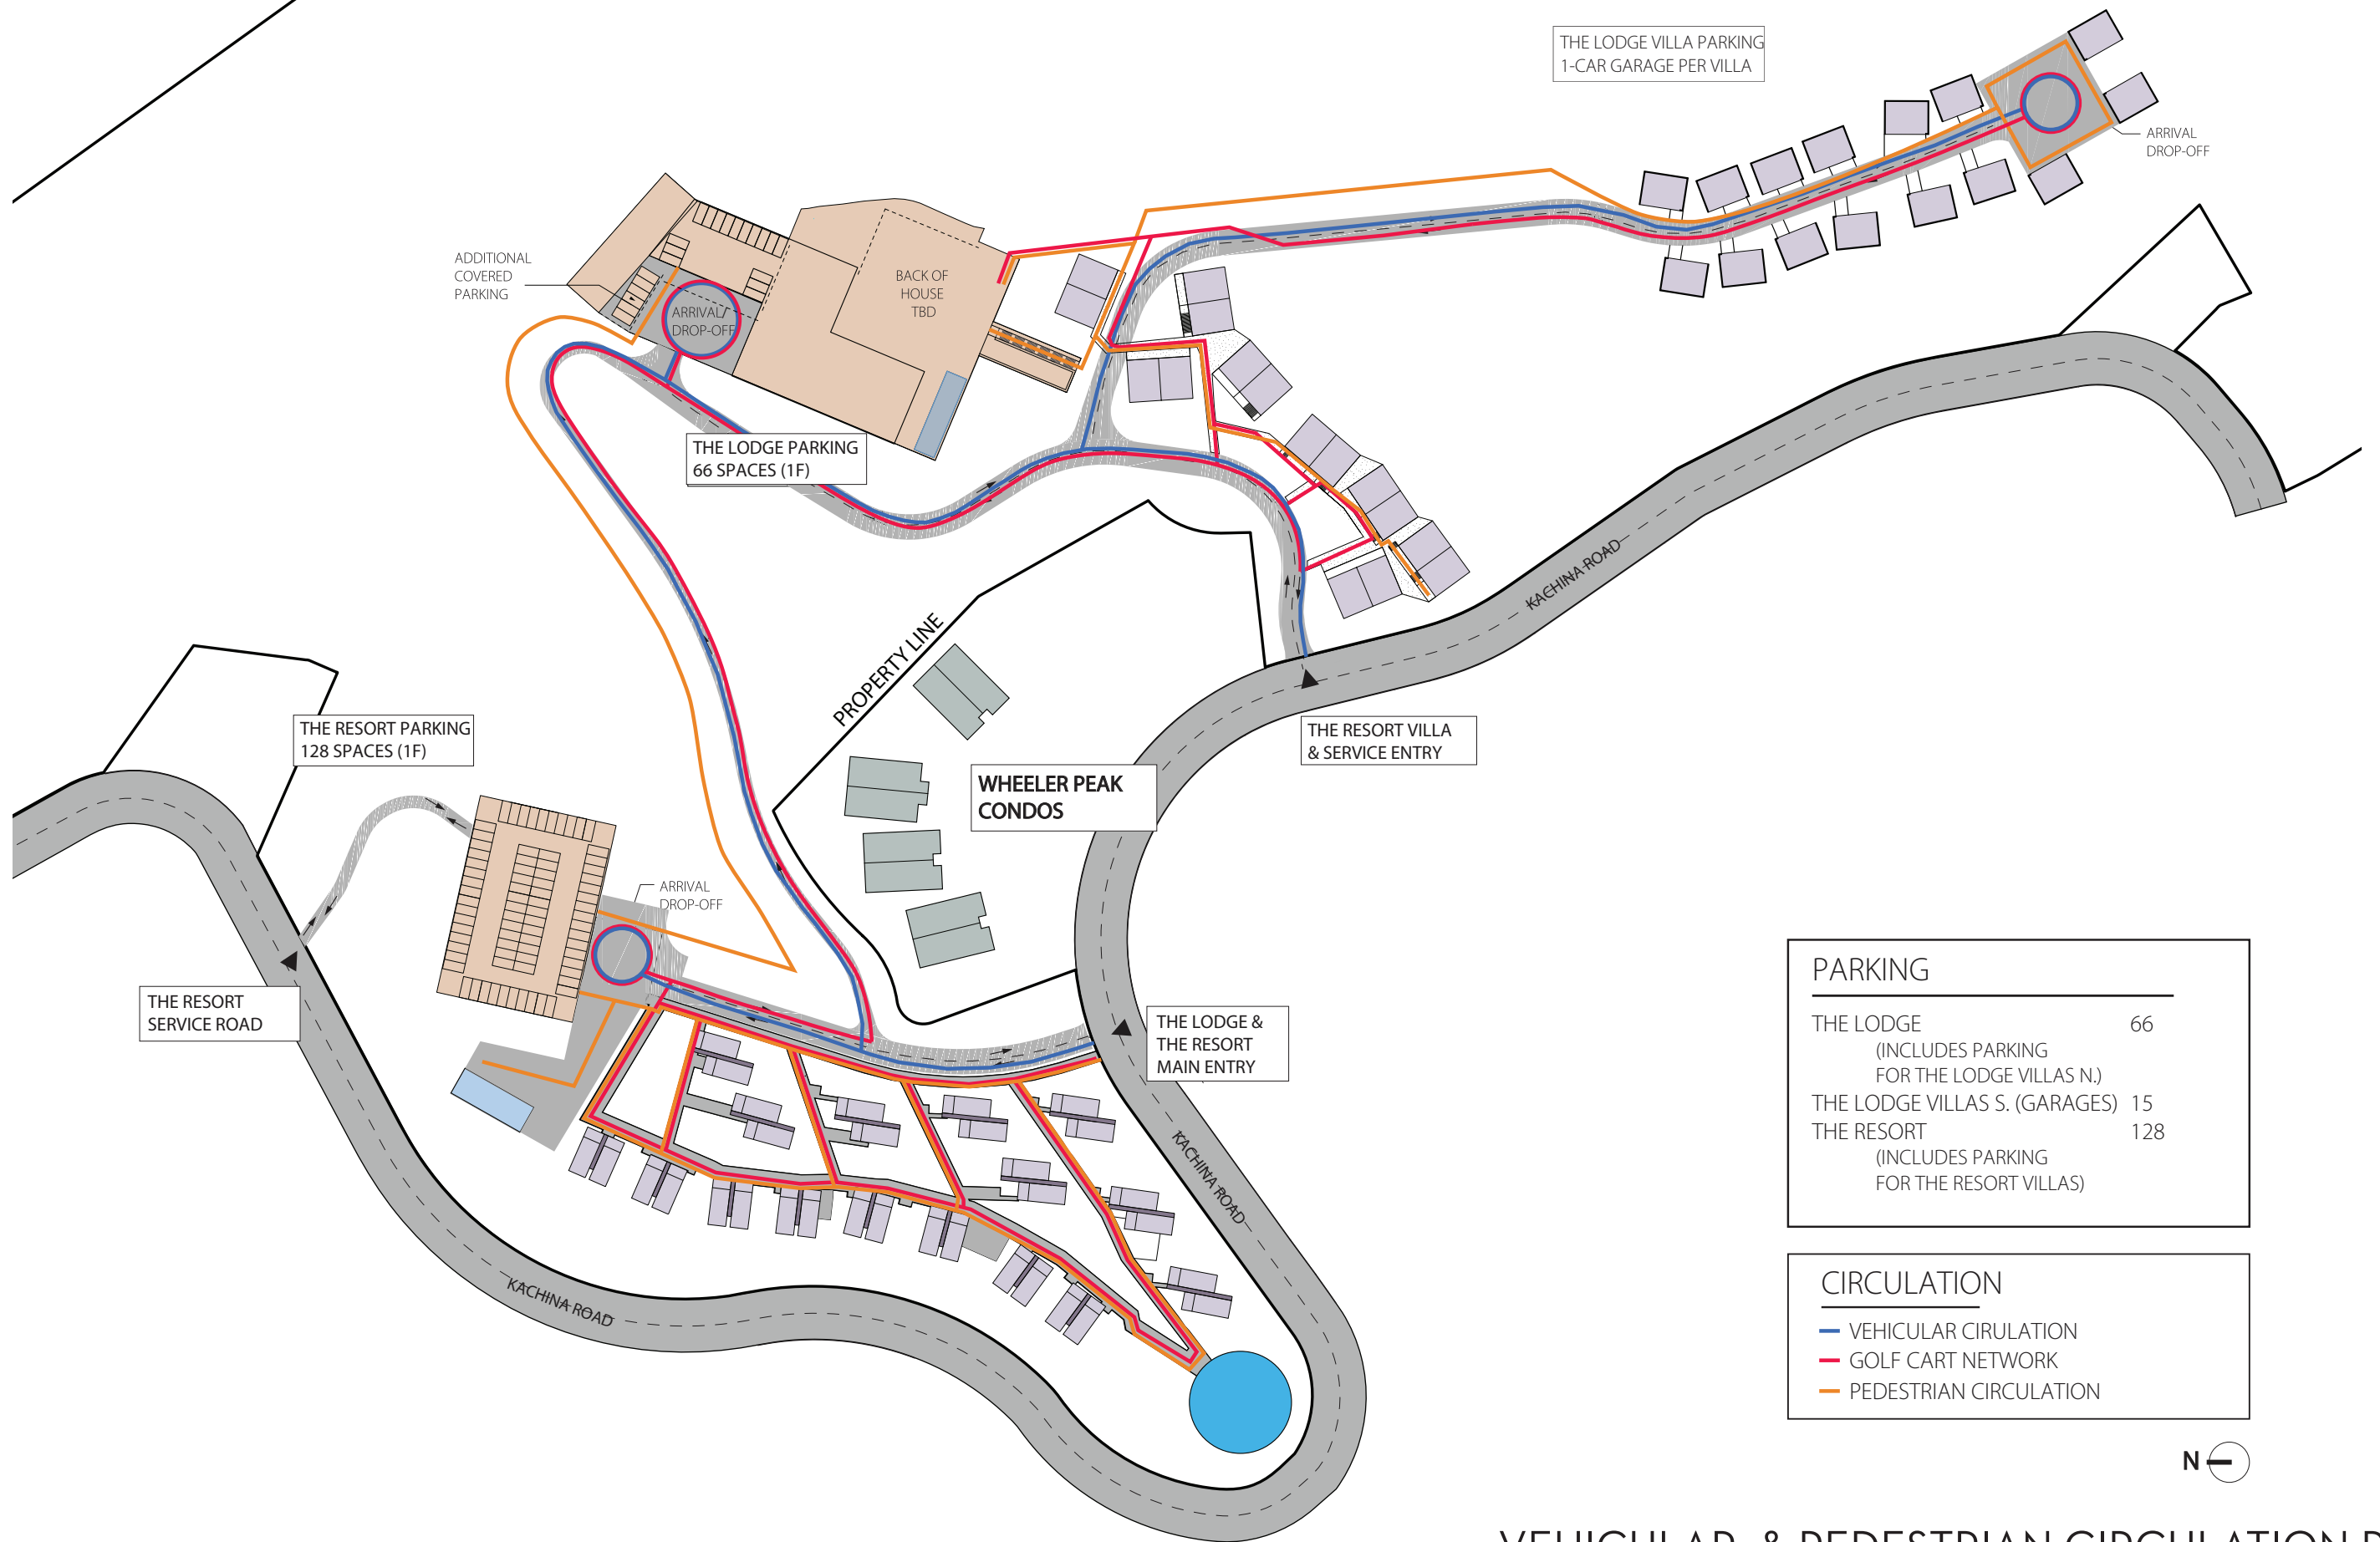 THE LODGE VILLA PARKING
1-CAR GARAGE PER VILLA
ARRIVAL
DROP-OFF
ADDITIONAL
COVERED
PARKING
BACK OF
HOUSE
TBD
ARRIVAL/
DROP-OFF
THE LODGE PARKING
66 SPACES (1F)
KACHINA ROAD
PROPERTY LINE
THE RESORT PARKING
128 SPACES (1F)
THE RESORT VILLA
& SERVICE ENTRY
WHEELER PEAK
CONDOS
ARRIVAL
DROP-OFF
THE RESORT
SERVICE ROAD
THE LODGE &
THE RESORT
MAIN ENTRY
KACHINA ROAD
KACHINA ROAD
PARKING
THE LODGE 66
(INCLUDES PARKING
FOR THE LODGE VILLAS N.)
THE LODGE VILLAS S. (GARAGES) 15
THE RESORT 128
(INCLUDES PARKING
FOR THE RESORT VILLAS)
CIRCULATION
VEHICULAR CIRULATION
GOLF CART NETWORK
PEDESTRIAN CIRCULATION
N
VEHICULAR & PEDESTRIAN CIRCULATION